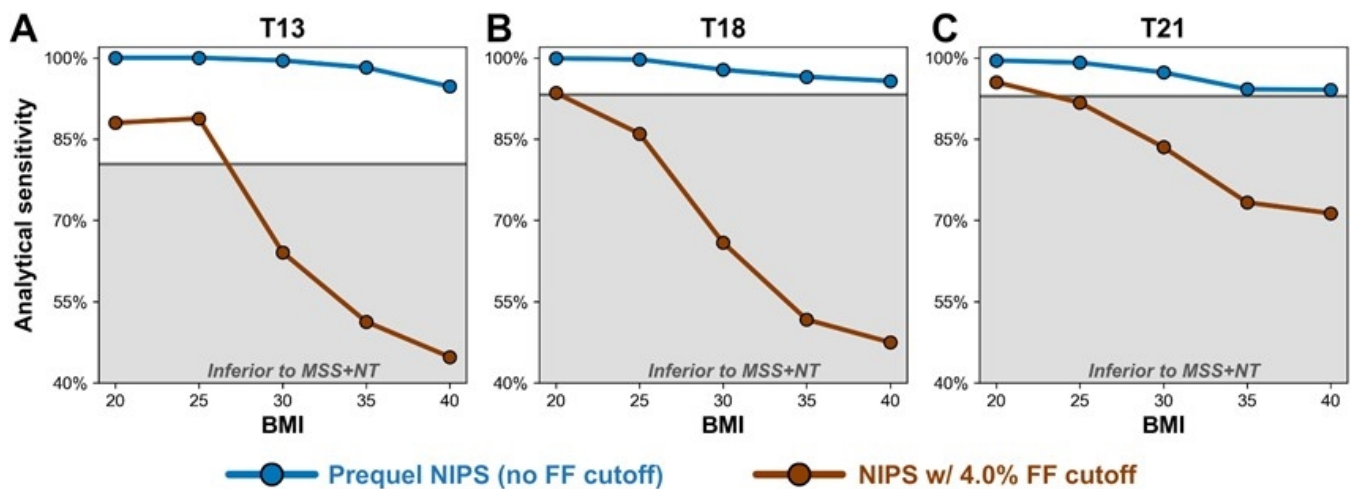 A T13 B T18 C T21
Analytical sensitivity
100%
85%
70%
55%
40%
Inferior to MSS+NT
20 25 30 35 40
BMI
100%
85%
70%
55%
40%
Inferior to MSS+NT
20 25 30 35 40
BMI
100%
85%
70%
55%
40%
Inferior to MSS+NT
20 25 30 35 40
BMI
Prequel NIPS (no FF cutoff) NIPS w/ 4.0% FF cutoff